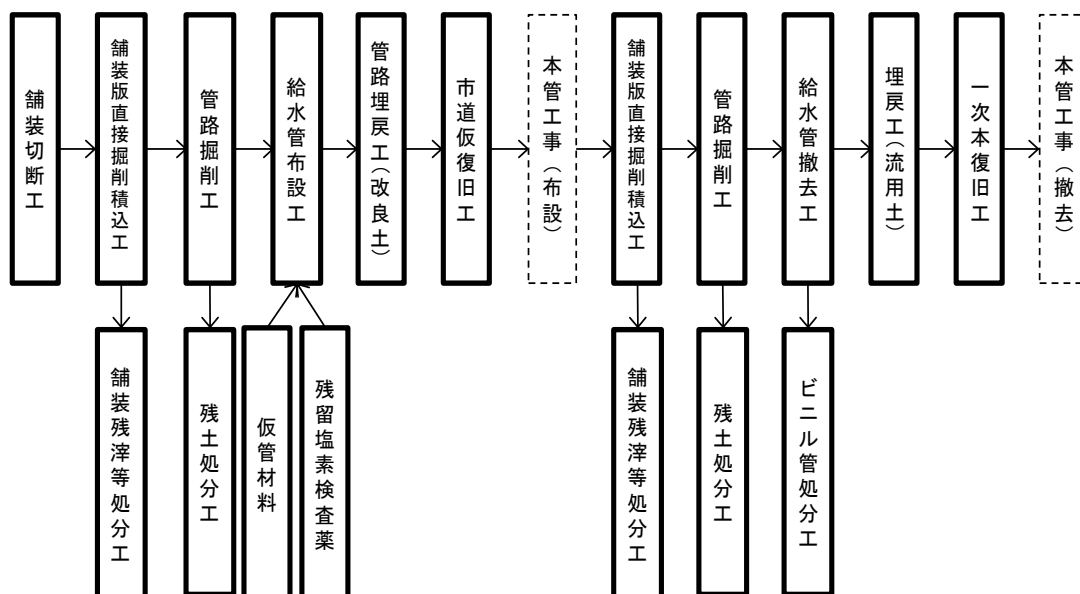 舗装切断工
舗装版直接掘削積込工
管路掘削工
給水管布設工
管路埋戻工（改良土）
市道仮復旧工
本管工事（布設）
舗装版直接掘削積込工
管路掘削工
給水管撤去工
埋戻工（流用土）
一次本復旧工
本管工事（撤去）
舗装残滓等処分工
残土処分工
仮管材料
残留塩素検査薬
舗装残滓等処分工
残土処分工
ビニル管処分工